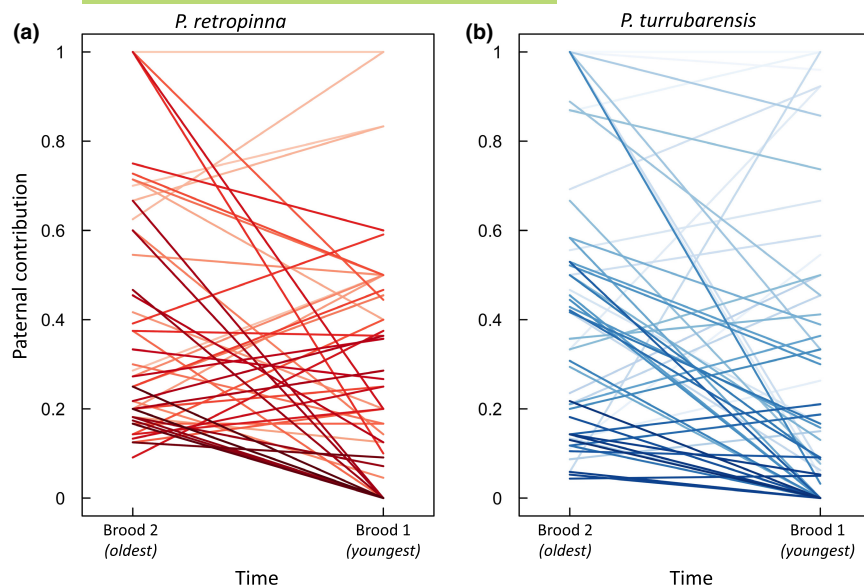 (a)
P. retropinna
(b)
P. turrubarensis
Paternal contribution
1
0.8
0.6
0.4
0.2
0
1
0.8
0.6
0.4
0.2
0
Brood 2
(oldest)
Brood 1
(youngest)
Brood 2
(oldest)
Brood 1
(youngest)
Time
Time